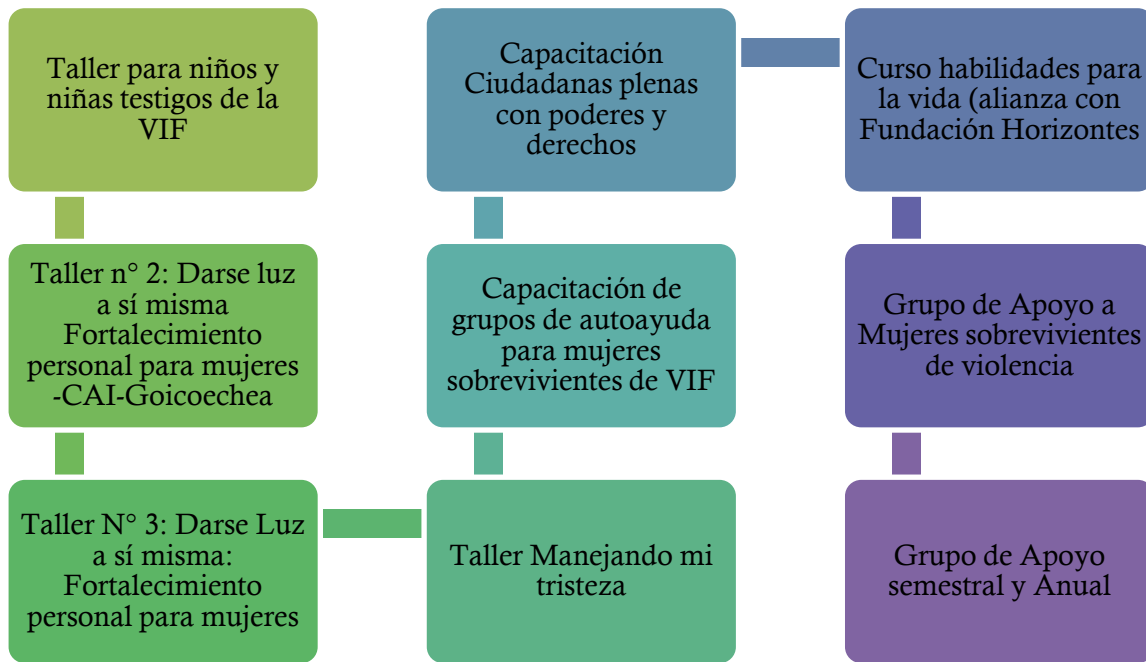 Taller para niños y
niñas testigos de la
VIF
Taller n° 2: Darse luz
a sí misma
Fortalecimiento
personal para mujeres
-CAI-Goicoechea
Taller N° 3: Darse Luz
a sí misma:
Fortalecimiento
personal para mujeres
Taller Manejando mi
tristeza
Capacitación de
grupos de autoayuda
para mujeres
sobrevivientes de VIF
Capacitación
Ciudadanas plenas
con poderes y
derechos
Curso habilidades para
la vida (alianza con
Fundación Horizontes
Grupo de Apoyo a
Mujeres sobrevivientes
de violencia
Grupo de Apoyo
semestral y Anual